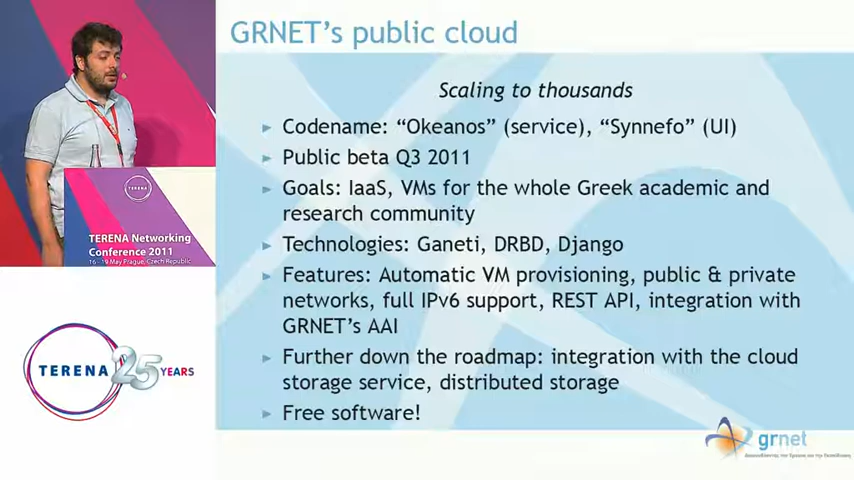 GRNET’s public cloud
Scaling to thousands
Codename: “Okeanos” (service), “Synnefo” (UI)
Public beta Q3 2011
Goals: IaaS, VMs for the whole Greek academic and
research community
Technologies: Ganeti, DRBD, Django
Features: Automatic VM provisioning, public & private
networks, full IPv6 support, REST API, integration with
GRNET’s AAI
Further down the roadmap: integration with the cloud
storage service, distributed storage
Free software!
TERENA
TERENA Networking
Conference 2011
16 - 19 May Prague, Czech Republic
TERENA 25 YEARS
grnet